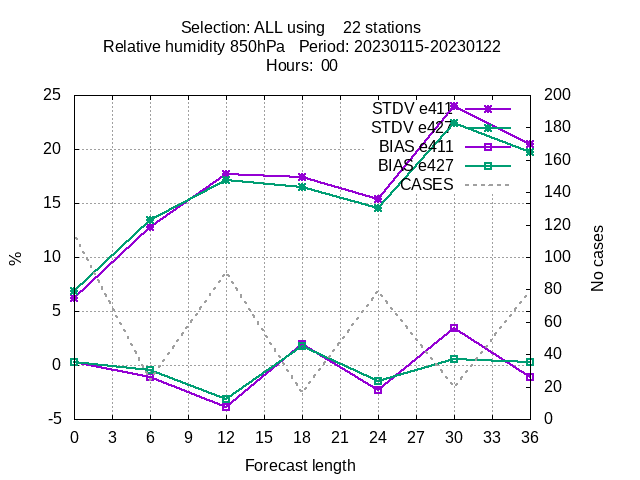 Selection: ALL using    22 stations
Relative humidity 850hPa   Period: 20230115-20230122
Hours:  00
25
20
15
10
5
0
-5
%
200
180
160
140
120
100
80
60
40
20
0
No cases
STDV e411
STDV e427
BIAS e411
BIAS e427
CASES
0 3 6 9 12 15 18 21 24 27 30 33 36
Forecast length